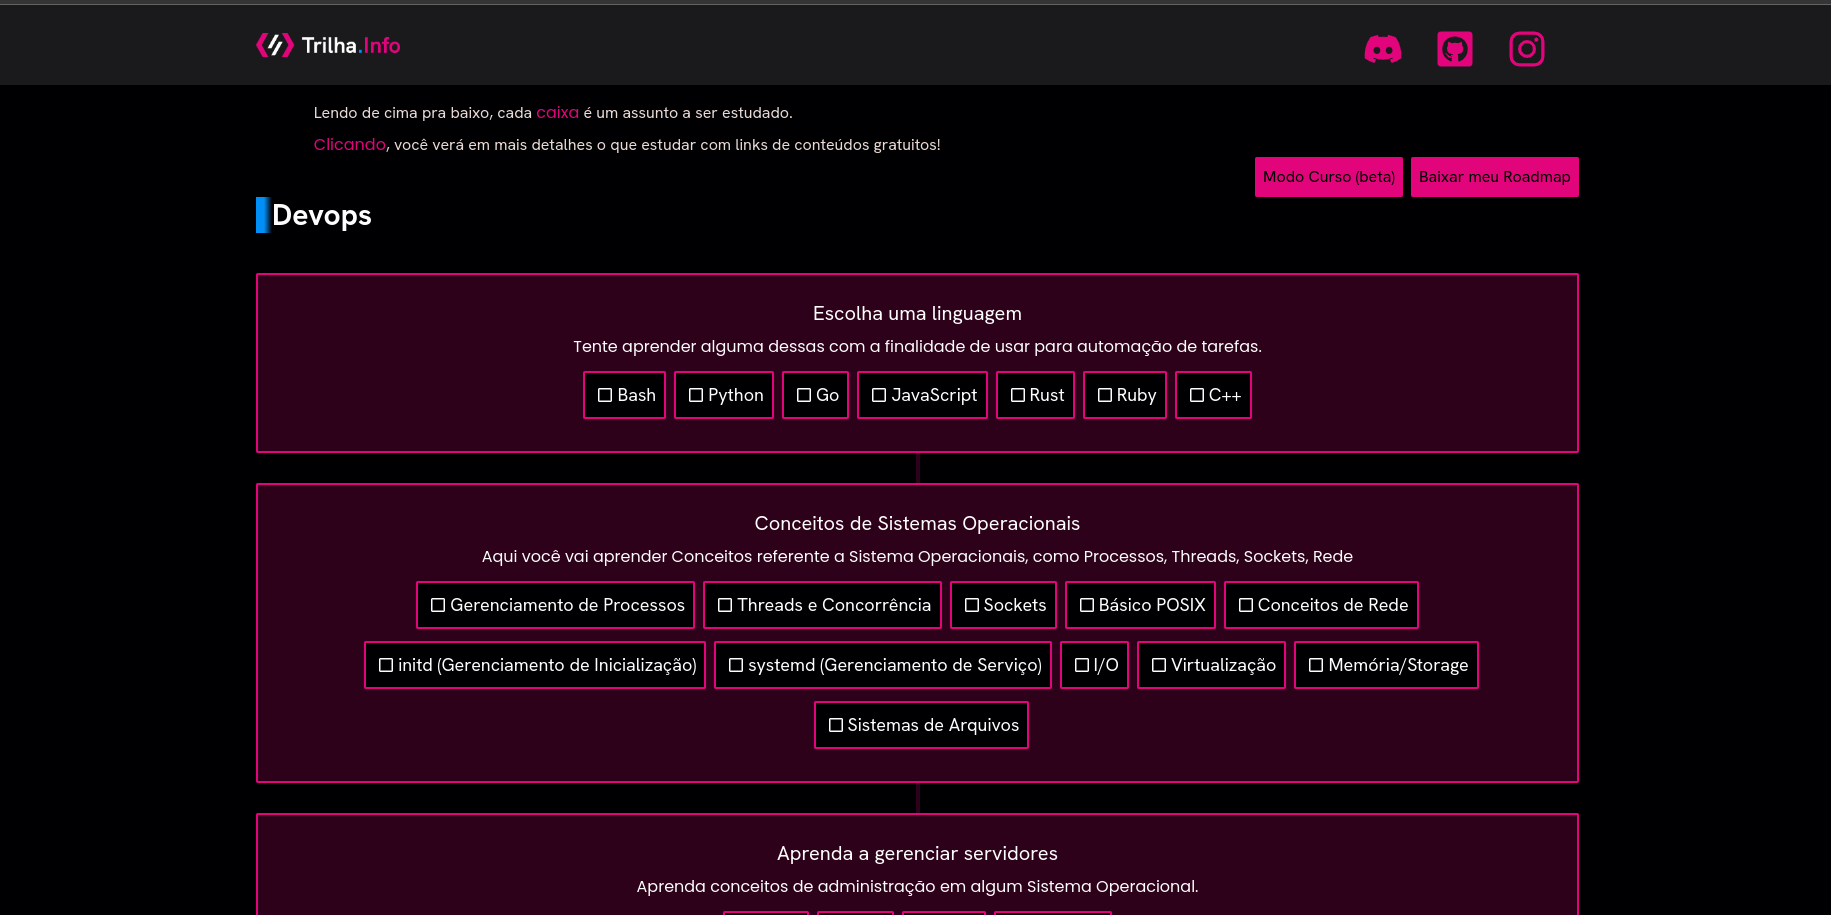 Trilha.Info
Lendo de cima pra baixo, cada caixa é um assunto a ser estudado.
Clicando, você verá em mais detalhes o que estudar com links de conteúdos gratuitos!
Modo Curso (beta) Baixar meu Roadmap
Devops
Escolha uma linguagem
Tente aprender alguma dessas com a finalidade de usar para automação de tarefas.
Bash Python Go JavaScript Rust Ruby C++
Conceitos de Sistemas Operacionais
Aqui você vai aprender Conceitos referente a Sistema Operacionais, como Processos, Threads, Sockets, Rede
Gerenciamento de Processos Threads e Concorrência Sockets Básico POSIX Conceitos de Rede
initd (Gerenciamento de Inicialização) systemd (Gerenciamento de Serviço) I/O Virtualização Memória/Storage
Sistemas de Arquivos
Aprenda a gerenciar servidores
Aprenda conceitos de administração em algum Sistema Operacional.